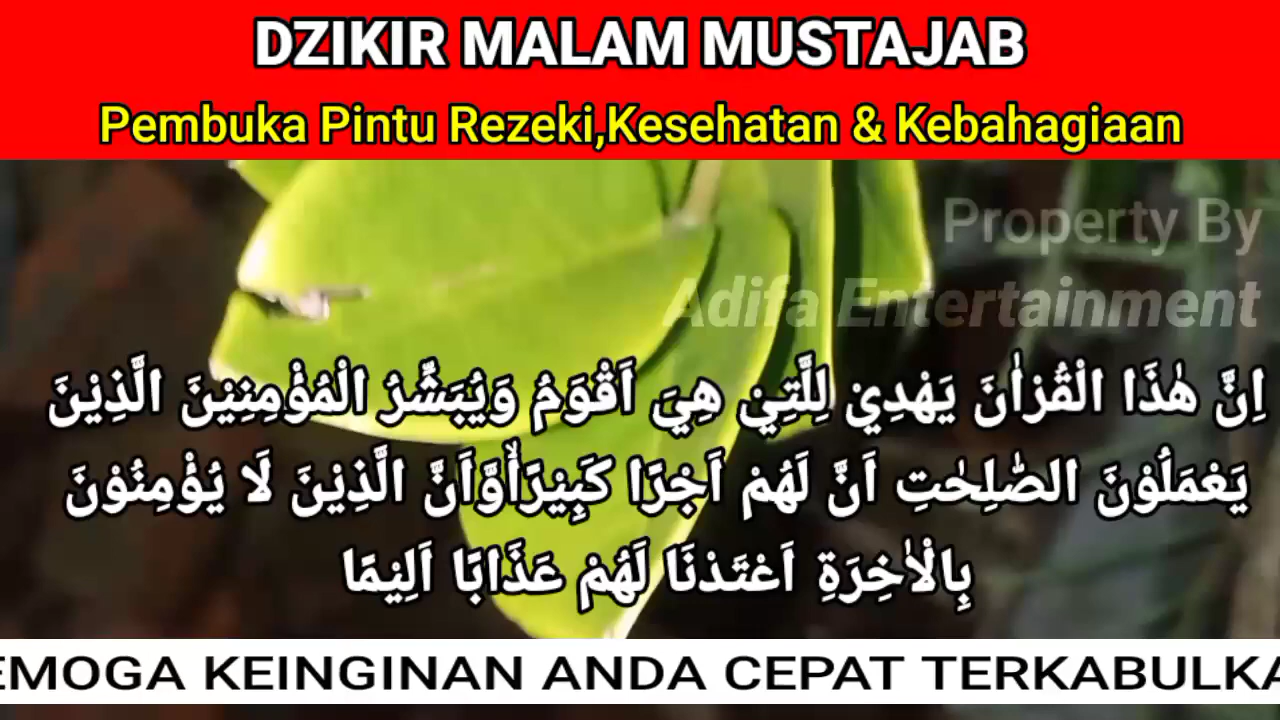 DZIKIR MALAM MUSTAJAB
Pembuka Pintu Rezeki,Kesehatan & Kebahagiaan
Property By
Adifa Entertainment
اِنَّ هٰذَا الْقُرْاٰنَ يَهْدِيْ لِلَّتِيْ هِيَ اَقْوَمُ وَيُبَشِّرُ الْمُؤْمِنِيْنَ الَّذِيْنَ
يَعْمَلُوْنَ الصّٰلِحٰتِ اَنَّ لَهُمْ اَجْرًا كَبِيْرَاۙوَّاَنَّ الَّذِيْنَ لَا يُؤْمِنُوْنَ
بِالْاٰخِرَةِ اَعْتَدْنَا لَهُمْ عَذَابًا اَلِيْمًا
EMOGA KEINGINAN ANDA CEPAT TERKABULKA